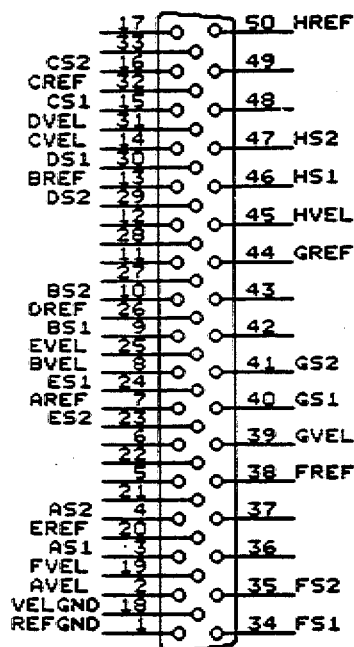 17
33
CS2 16
CREF 32
CS1 15
DVEL 31
CVEL 14
DS1 30
BREF 13
DS2 29
12
28
11
27
BS2 10
DREF 26
BS1 9
EVEL 25
BVEL 8
ES1 24
AREF 7
ES2 23
6
22
5
21
AS2 4
EREF 20
AS1 3
FVEL 19
AVEL 2
VELGND 18
REFGND 1
50 HREF
49
48
47 HS2
46 HS1
45 HVEL
44 GREF
43
42
41 GS2
40 GS1
39 GVEL
38 FREF
37
36
35 FS2
34 FS1